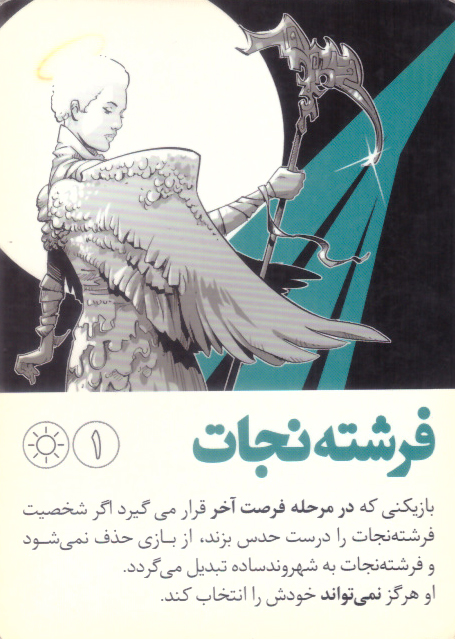 فرشته‌نجات
۱
بازیکنی که در مرحله فرصت آخر قرار می گیرد اگر شخصیت
فرشته‌نجات را درست حدس بزند، از بازی حذف نمی‌شود
و فرشته‌نجات به شهروندساده تبدیل می‌گردد.
او هرگز نمی‌تواند خودش را انتخاب کند.